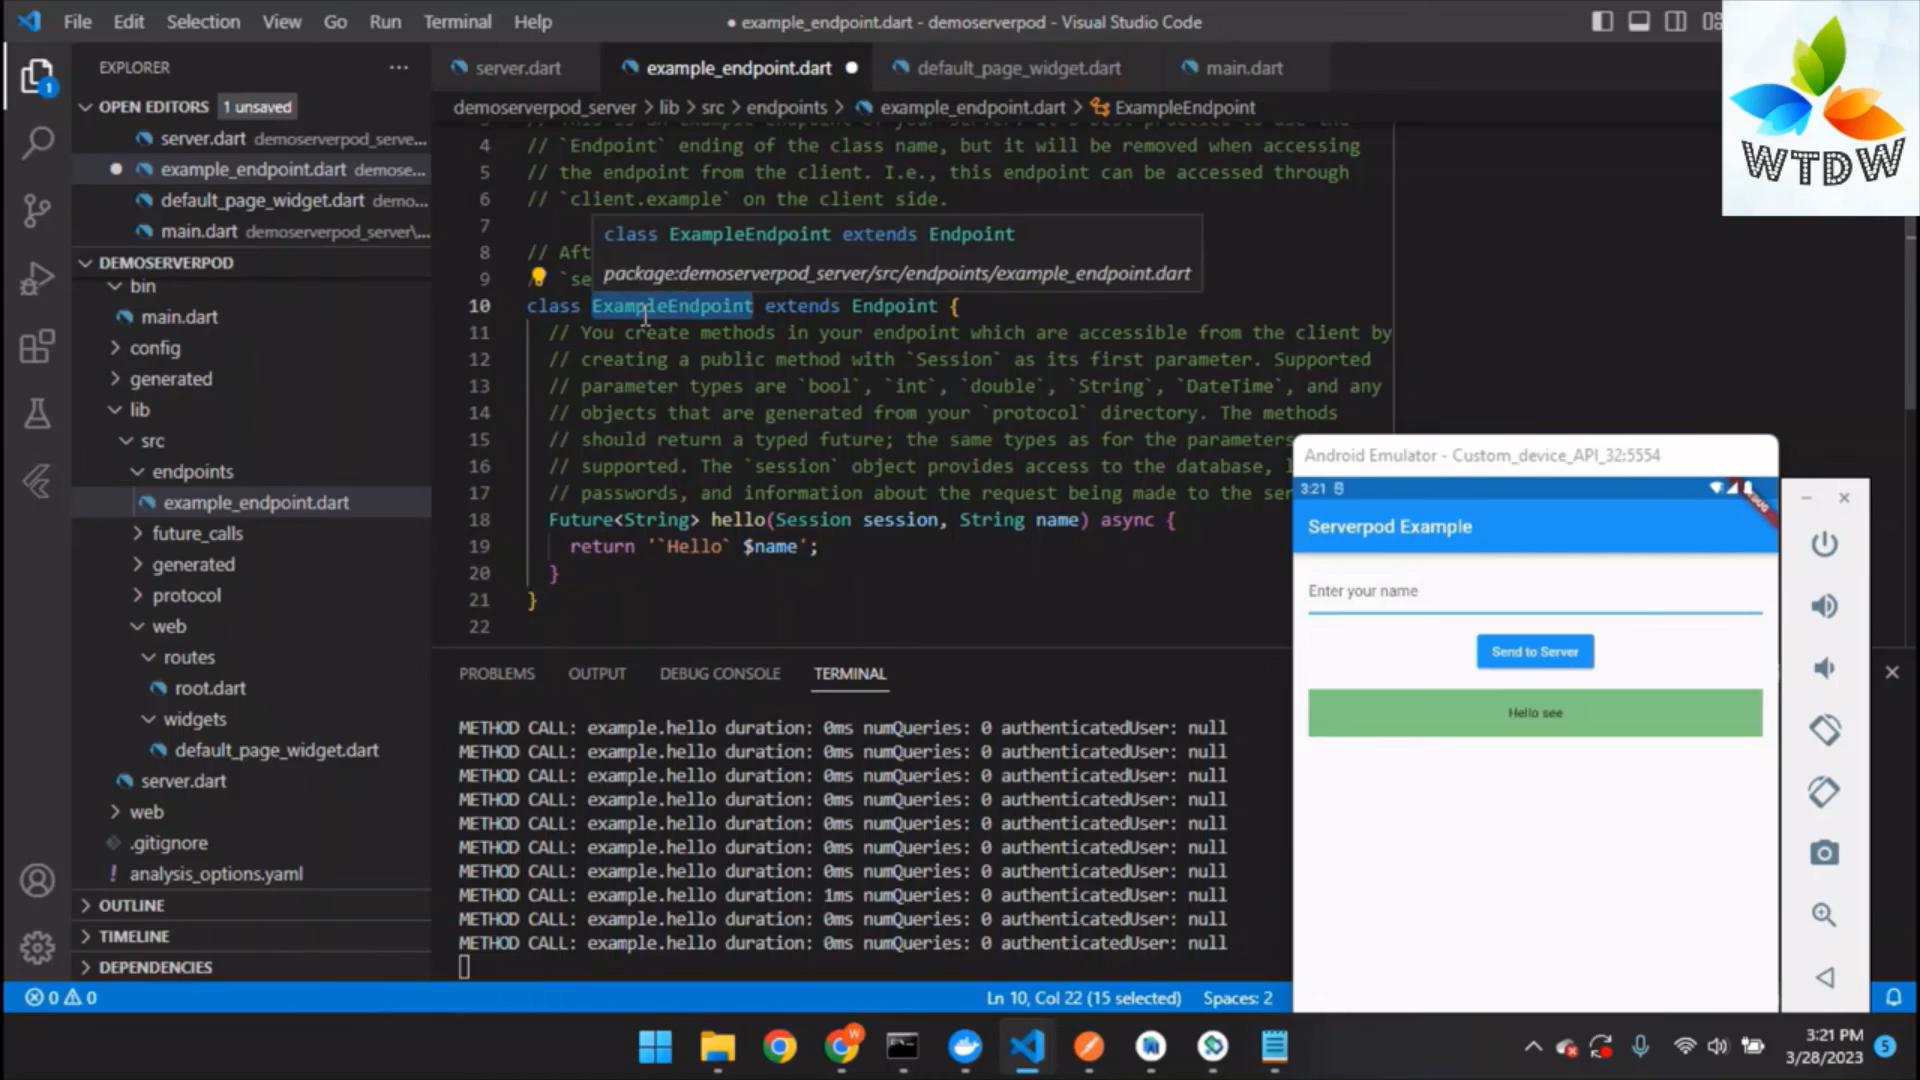 File Edit Selection View Go Run Terminal Help
● example_endpoint.dart - demoserverpod - Visual Studio Code
WTDW
EXPLORER
OPEN EDITORS 1 unsaved
server.dart demoserverpod_serve...
example_endpoint.dart demose...
default_page_widget.dart demo...
main.dart demoserverpod_server\...
DEMOSERVERPOD
bin
main.dart
config
generated
lib
src
endpoints
example_endpoint.dart
future_calls
generated
protocol
web
routes
root.dart
widgets
default_page_widget.dart
server.dart
web
.gitignore
! analysis_options.yaml
OUTLINE
TIMELINE
DEPENDENCIES
server.dart example_endpoint.dart ● default_page_widget.dart main.dart
demoserverpod_server > lib > src > endpoints > example_endpoint.dart > ExampleEndpoint
4 // `Endpoint` ending of the class name, but it will be removed when accessing
5 // the endpoint from the client. I.e., this endpoint can be accessed through
6 // `client.example` on the client side.
7
class ExampleEndpoint extends Endpoint
package:demoserverpod_server/src/endpoints/example_endpoint.dart
8 // Aft
9 // `se
10 class ExampleEndpoint extends Endpoint {
11 // You create methods in your endpoint which are accessible from the client by
12 // creating a public method with `Session` as its first parameter. Supported
13 // parameter types are `bool`, `int`, `double`, `String`, `DateTime`, and any
14 // objects that are generated from your `protocol` directory. The methods
15 // should return a typed future; the same types as for the parameters
16 // supported. The `session` object provides access to the database, l
17 // passwords, and information about the request being made to the ser
18 Future<String> hello(Session session, String name) async {
19 return '`Hello` $name';
20 }
21 }
22
PROBLEMS OUTPUT DEBUG CONSOLE TERMINAL
METHOD CALL: example.hello duration: 0ms numQueries: 0 authenticatedUser: null
METHOD CALL: example.hello duration: 0ms numQueries: 0 authenticatedUser: null
METHOD CALL: example.hello duration: 0ms numQueries: 0 authenticatedUser: null
METHOD CALL: example.hello duration: 0ms numQueries: 0 authenticatedUser: null
METHOD CALL: example.hello duration: 0ms numQueries: 0 authenticatedUser: null
METHOD CALL: example.hello duration: 0ms numQueries: 0 authenticatedUser: null
METHOD CALL: example.hello duration: 0ms numQueries: 0 authenticatedUser: null
METHOD CALL: example.hello duration: 1ms numQueries: 0 authenticatedUser: null
METHOD CALL: example.hello duration: 0ms numQueries: 0 authenticatedUser: null
METHOD CALL: example.hello duration: 0ms numQueries: 0 authenticatedUser: null
Android Emulator - Custom_device_API_32:5554
3:21
Serverpod Example
Enter your name
Send to Server
Hello see
0 0
Ln 10, Col 22 (15 selected) Spaces: 2
3:21 PM
3/28/2023
5